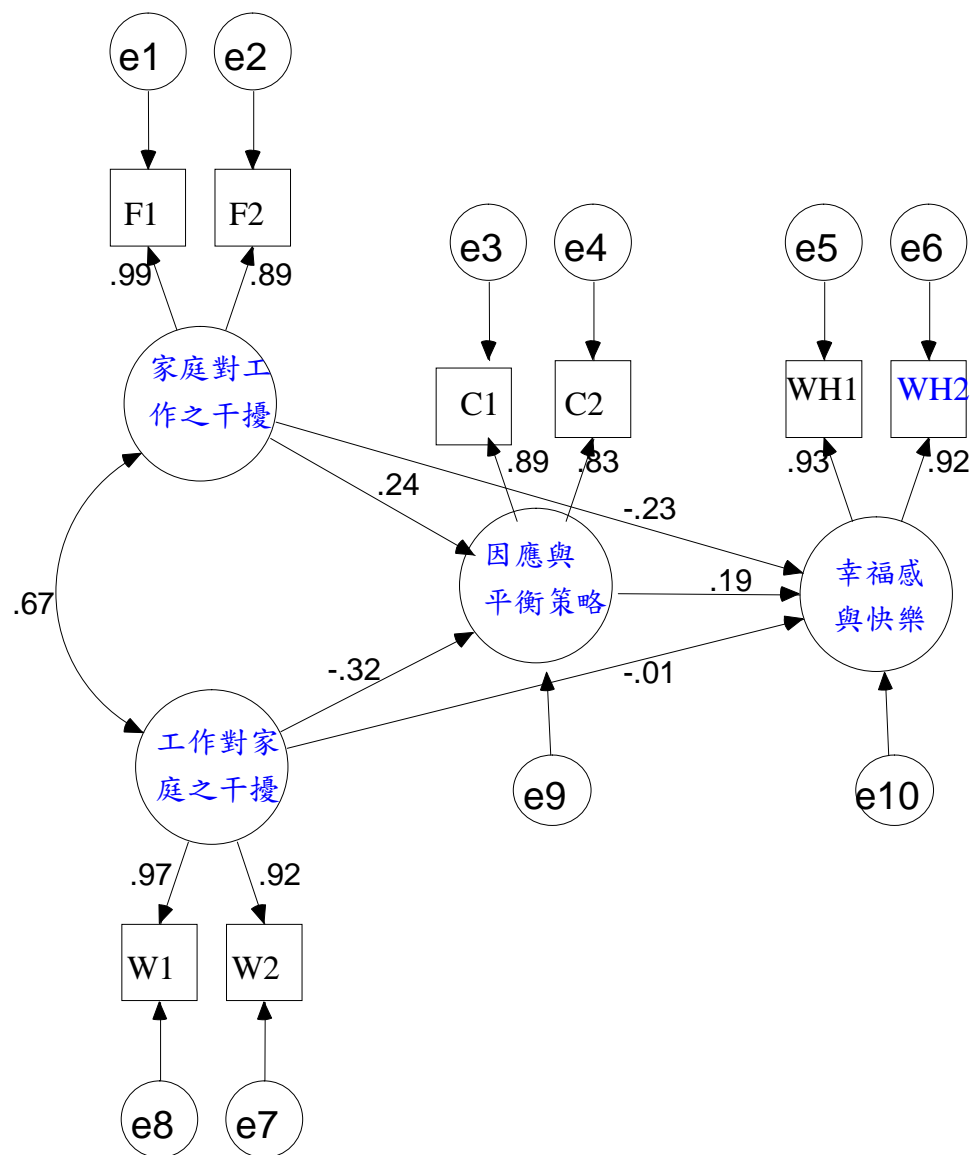 e1
e2
F1
F2
.99
.89
e3
e4
e5
e6
家庭對工
作之干擾
C1
C2
WH1
WH2
.89
.83
.93
.92
.24
-.23
因應與
平衡策略
.19
幸福感
與快樂
.67
-.32
-.01
工作對家
庭之干擾
e9
e10
.97
.92
W1
W2
e8
e7